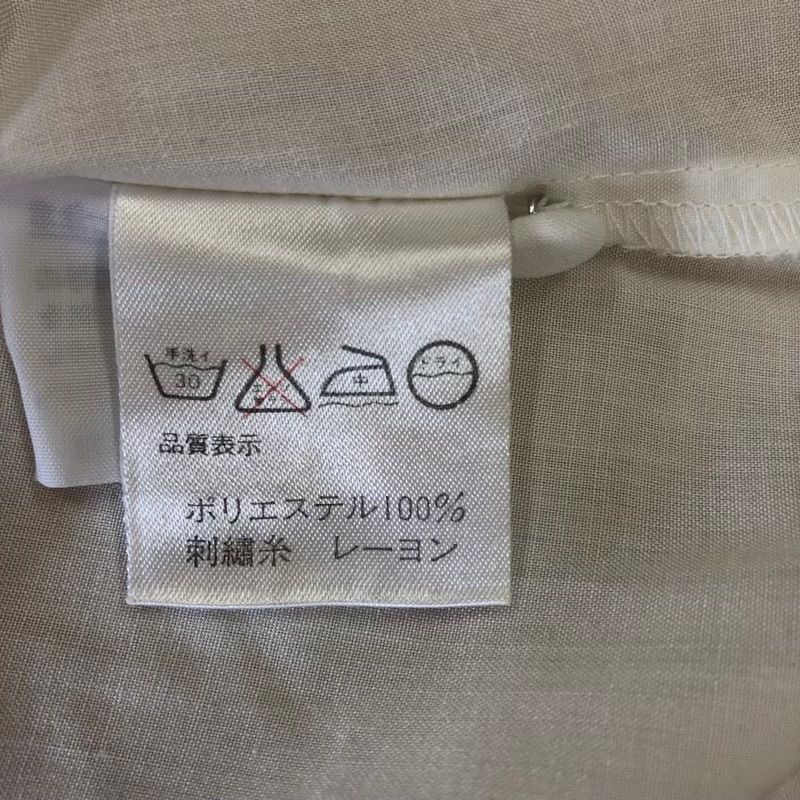 手洗イ
30
中
ドライ
品質表示
ポリエステル100%
刺繍糸 レーヨン